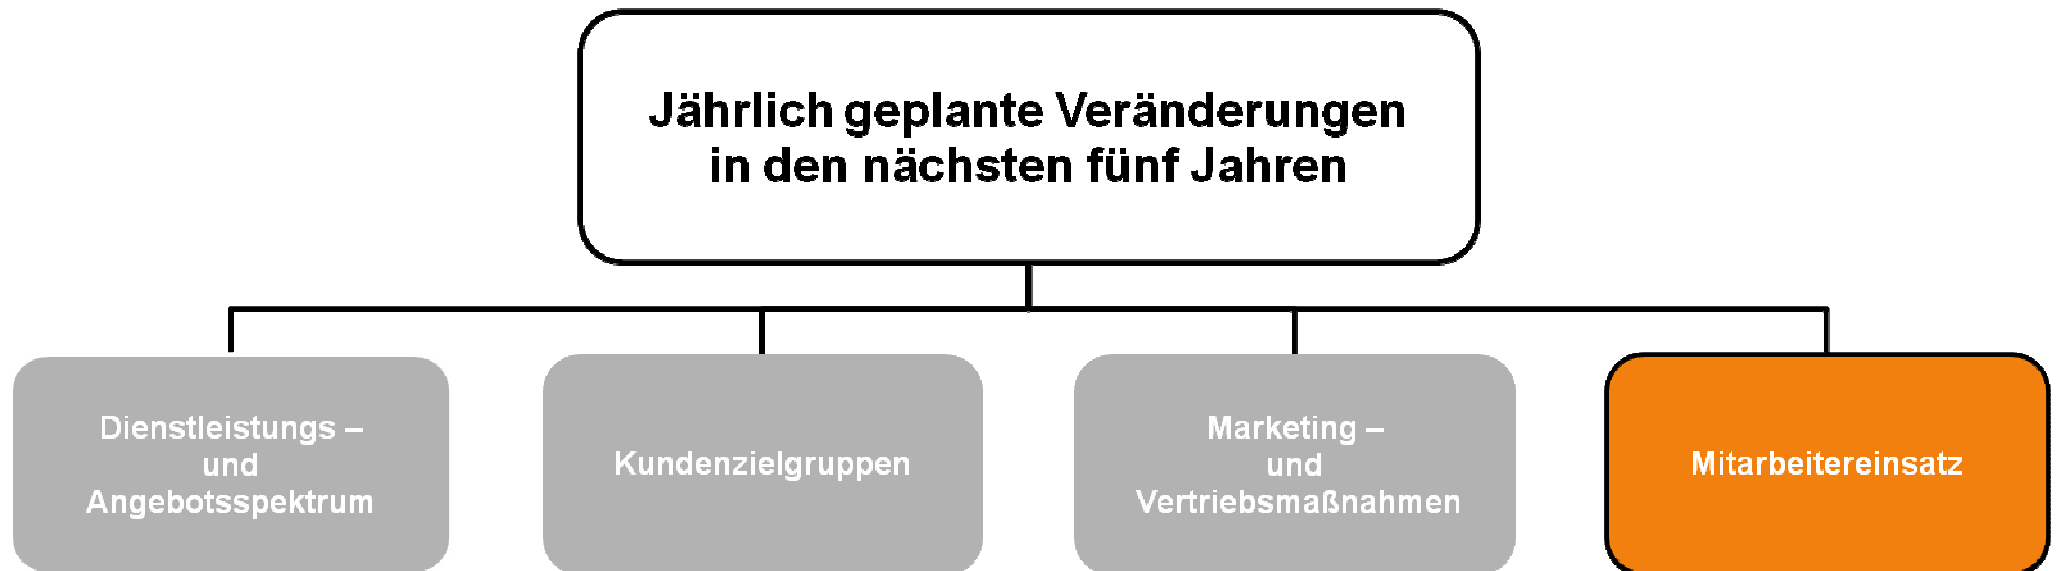 Jährlich geplante Veränderungen
in den nächsten fünf Jahren
Dienstleistungs –
und
Angebotsspektrum
Kundenzielgruppen
Marketing –
und
Vertriebsmaßnahmen
Mitarbeitereinsatz